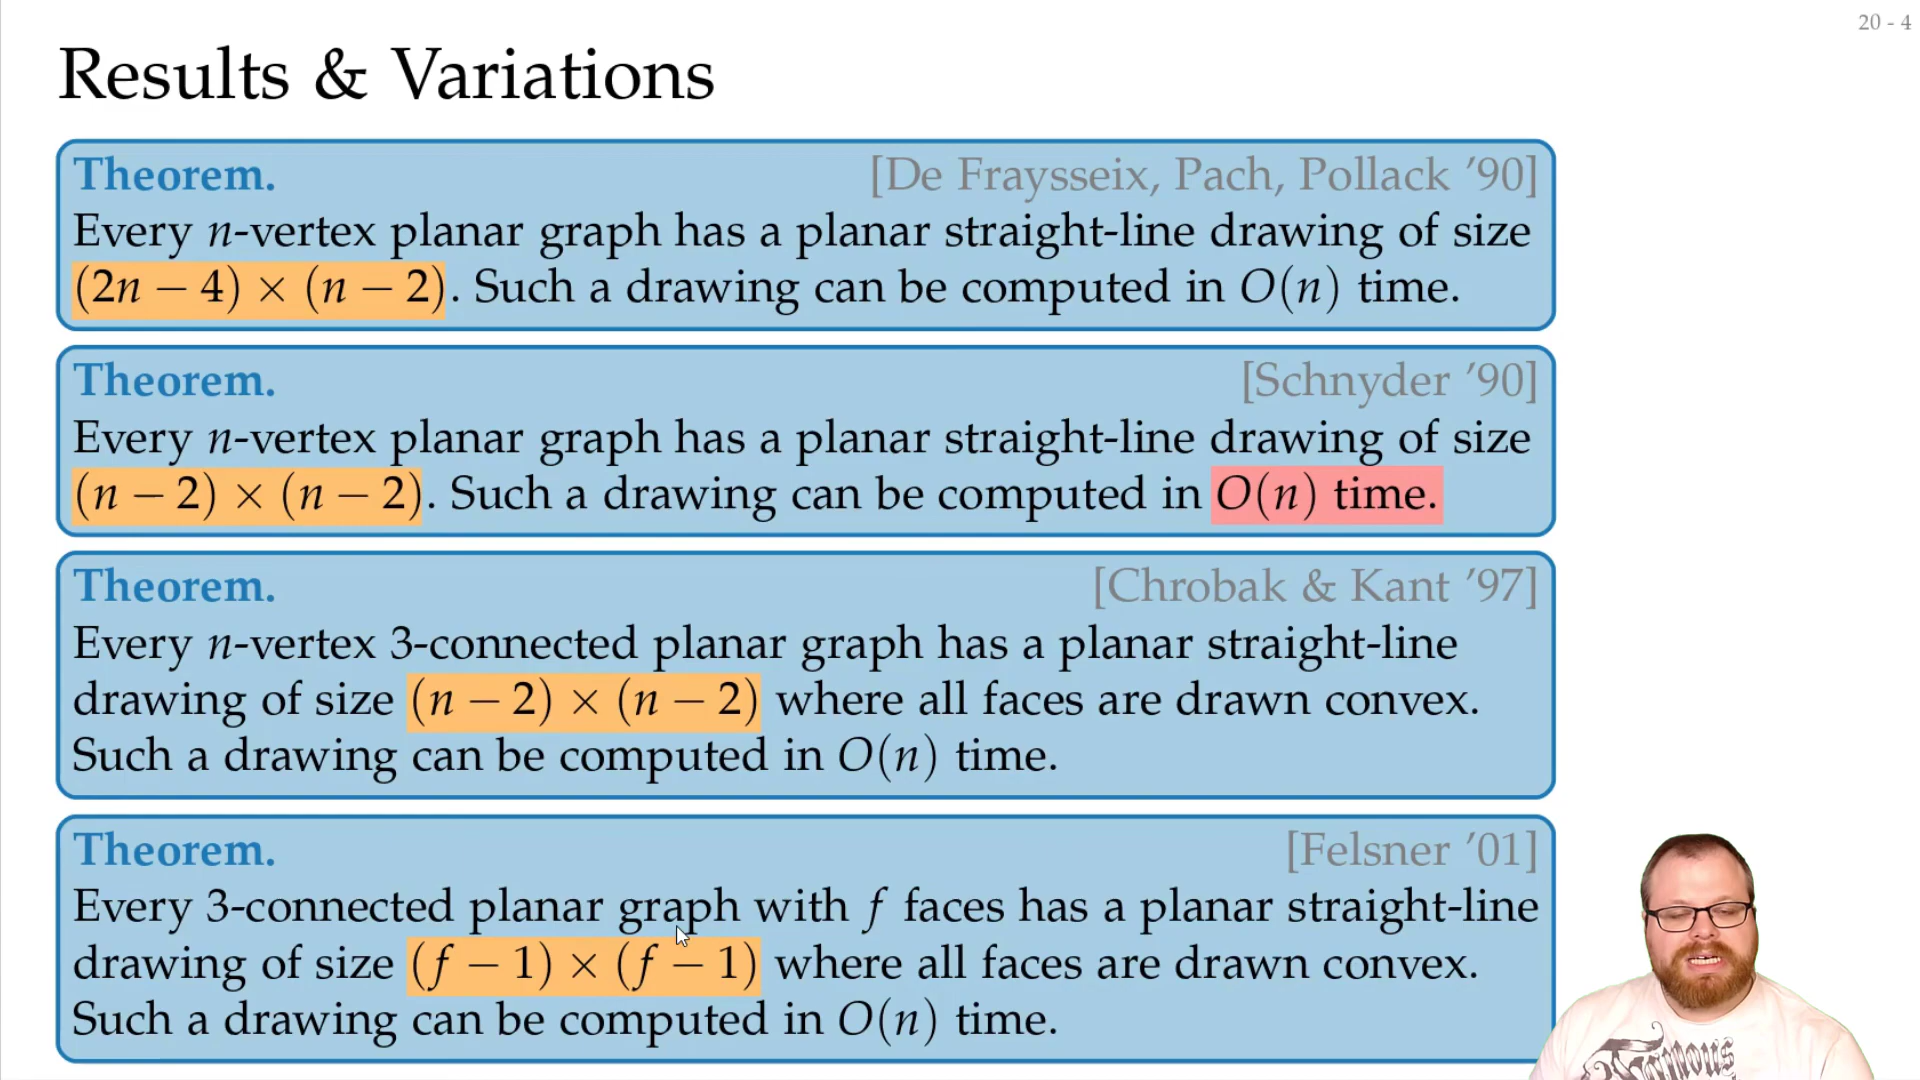 20 - 4
Results & Variations
Theorem. [De Fraysseix, Pach, Pollack ’90]
Every n-vertex planar graph has a planar straight-line drawing of size
(2n − 4) × (n − 2). Such a drawing can be computed in O(n) time.
Theorem. [Schnyder ’90]
Every n-vertex planar graph has a planar straight-line drawing of size
(n − 2) × (n − 2). Such a drawing can be computed in O(n) time.
Theorem. [Chrobak & Kant ’97]
Every n-vertex 3-connected planar graph has a planar straight-line
drawing of size (n − 2) × (n − 2) where all faces are drawn convex.
Such a drawing can be computed in O(n) time.
Theorem. [Felsner ’01]
Every 3-connected planar graph with f faces has a planar straight-line
drawing of size (f − 1) × (f − 1) where all faces are drawn convex.
Such a drawing can be computed in O(n) time.
Famous